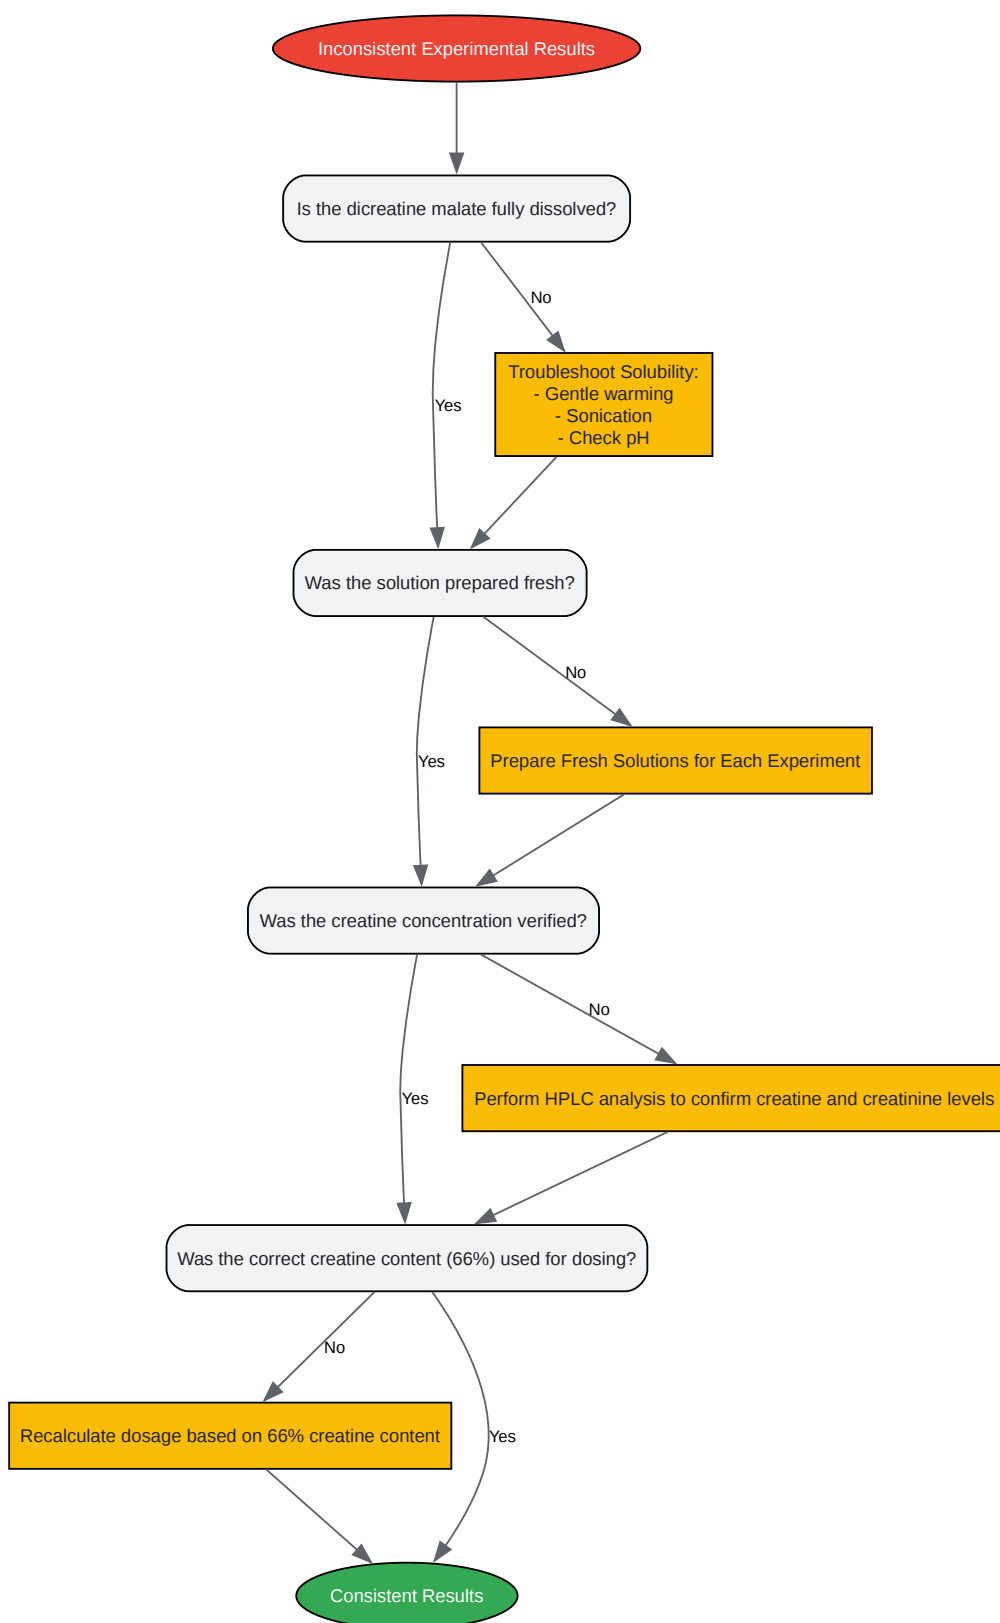 Inconsistent Experimental Results
Is the dicreatine malate fully dissolved?
No
Troubleshoot Solubility:
- Gentle warming
- Sonication
- Check pH
Yes
Was the solution prepared fresh?
No
Yes
Prepare Fresh Solutions for Each Experiment
Was the creatine concentration verified?
No
Yes
Perform HPLC analysis to confirm creatine and creatinine levels
Was the correct creatine content (66%) used for dosing?
No
Recalculate dosage based on 66% creatine content
Yes
Consistent Results